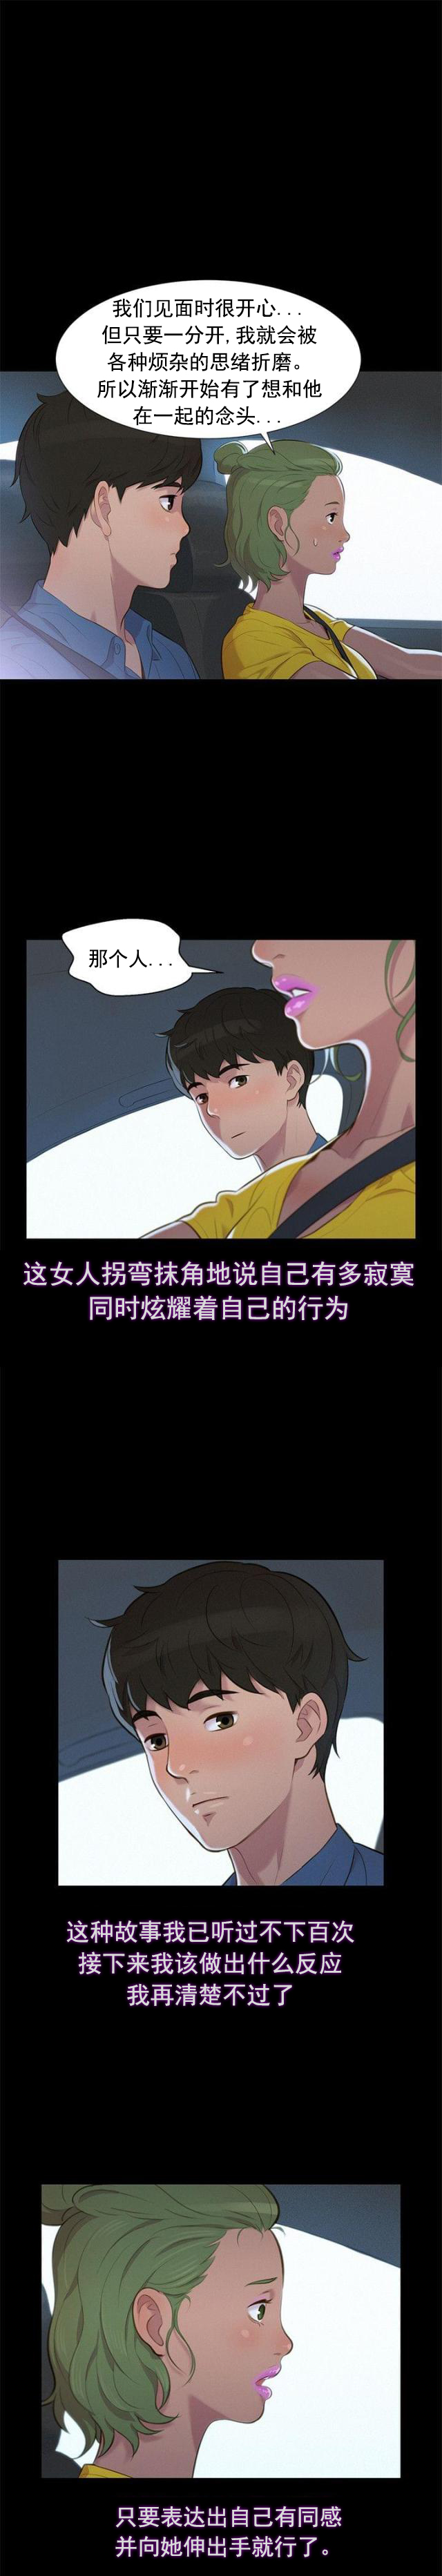 我们见面时很开心...
但只要一分开,我就会被
各种烦杂的思绪折磨。
所以渐渐开始有了想和他
在一起的念头...
那个人...
这女人拐弯抹角地说自己有多寂寞
同时炫耀着自己的行为
这种故事我已听过不下百次
接下来我该做出什么反应
我再清楚不过了
只要表达出自己有同感
并向她伸出手就行了。